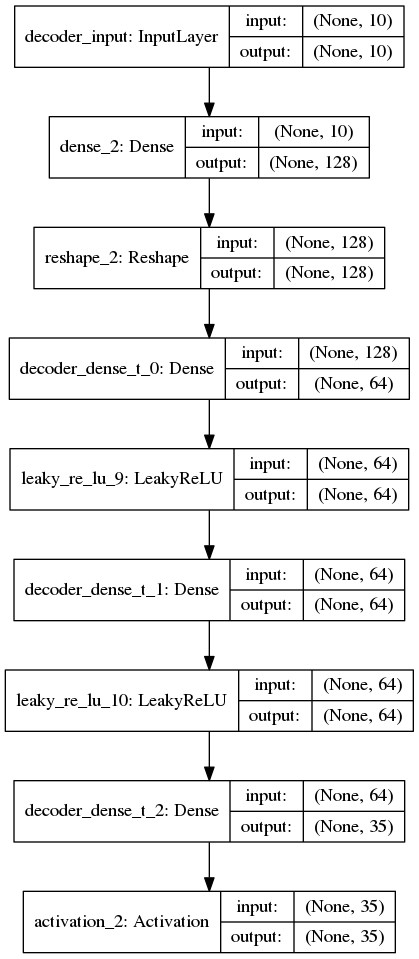 decoder_input: InputLayer
input: (None, 10)
output: (None, 10)
dense_2: Dense
input: (None, 10)
output: (None, 128)
reshape_2: Reshape
input: (None, 128)
output: (None, 128)
decoder_dense_t_0: Dense
input: (None, 128)
output: (None, 64)
leaky_re_lu_9: LeakyReLU
input: (None, 64)
output: (None, 64)
decoder_dense_t_1: Dense
input: (None, 64)
output: (None, 64)
leaky_re_lu_10: LeakyReLU
input: (None, 64)
output: (None, 64)
decoder_dense_t_2: Dense
input: (None, 64)
output: (None, 35)
activation_2: Activation
input: (None, 35)
output: (None, 35)